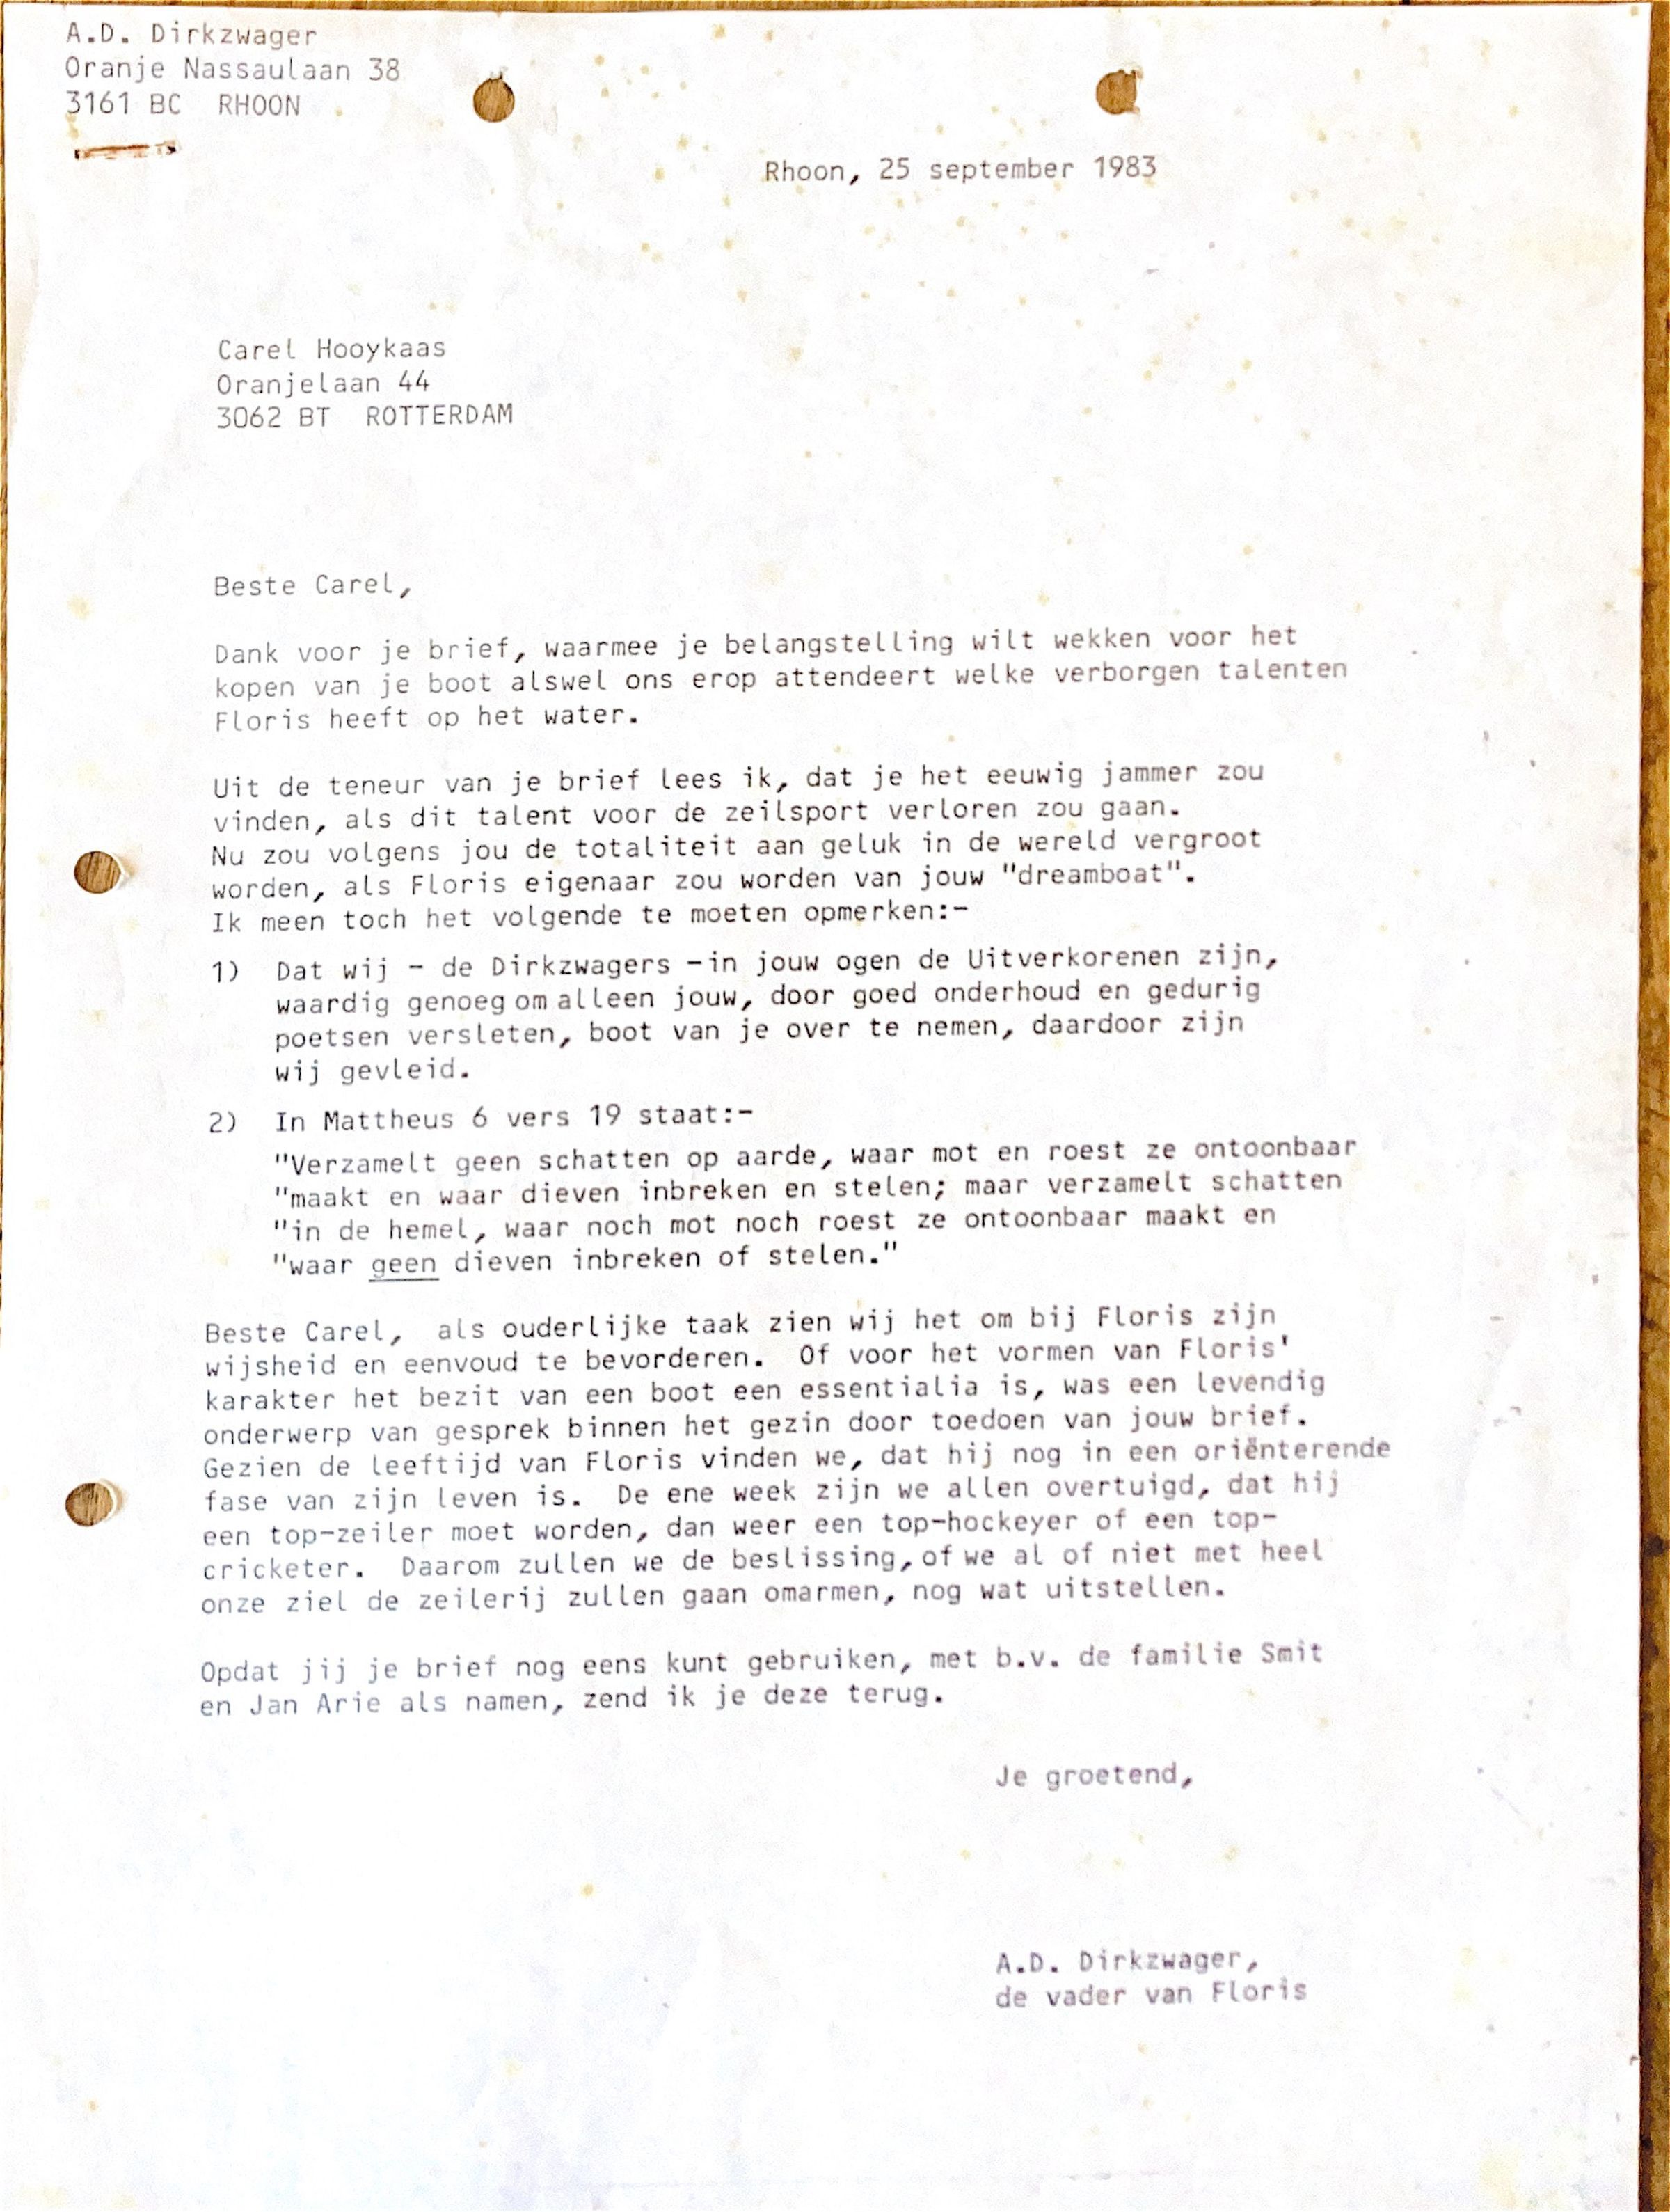 A.D. Dirkzwager
Oranje Nassaulaan 38
3161 BC  RHOON
Rhoon, 25 september 1983
Carel Hooykaas
Oranjelaan 44
3062 BT  ROTTERDAM
Beste Carel,
Dank voor je brief, waarmee je belangstelling wilt wekken voor het
kopen van je boot alswel ons erop attendeert welke verborgen talenten
Floris heeft op het water.
Uit de teneur van je brief lees ik, dat je het eeuwig jammer zou
vinden, als dit talent voor de zeilsport verloren zou gaan.
Nu zou volgens jou de totaliteit aan geluk in de wereld vergroot
worden, als Floris eigenaar zou worden van jouw "dreamboat".
Ik meen toch het volgende te moeten opmerken:-
1)  Dat wij - de Dirkzwagers -in jouw ogen de Uitverkorenen zijn,
waardig genoeg om alleen jouw, door goed onderhoud en gedurig
poetsen versleten, boot van je over te nemen, daardoor zijn
wij gevleid.
2)  In Mattheus 6 vers 19 staat:-
"Verzamelt geen schatten op aarde, waar mot en roest ze ontoonbaar
"maakt en waar dieven inbreken en stelen; maar verzamelt schatten
"in de hemel, waar noch mot noch roest ze ontoonbaar maakt en
"waar geen dieven inbreken of stelen."
Beste Carel,  als ouderlijke taak zien wij het om bij Floris zijn
wijsheid en eenvoud te bevorderen.  Of voor het vormen van Floris'
karakter het bezit van een boot een essentialia is, was een levendig
onderwerp van gesprek binnen het gezin door toedoen van jouw brief.
Gezien de leeftijd van Floris vinden we, dat hij nog in een oriënterende
fase van zijn leven is.  De ene week zijn we allen overtuigd, dat hij
een top-zeiler moet worden, dan weer een top-hockeyer of een top-
cricketer.  Daarom zullen we de beslissing, of we al of niet met heel
onze ziel de zeilerij zullen gaan omarmen, nog wat uitstellen.
Opdat jij je brief nog eens kunt gebruiken, met b.v. de familie Smit
en Jan Arie als namen, zend ik je deze terug.
Je groetend,
A.D. Dirkzwager,
de vader van Floris